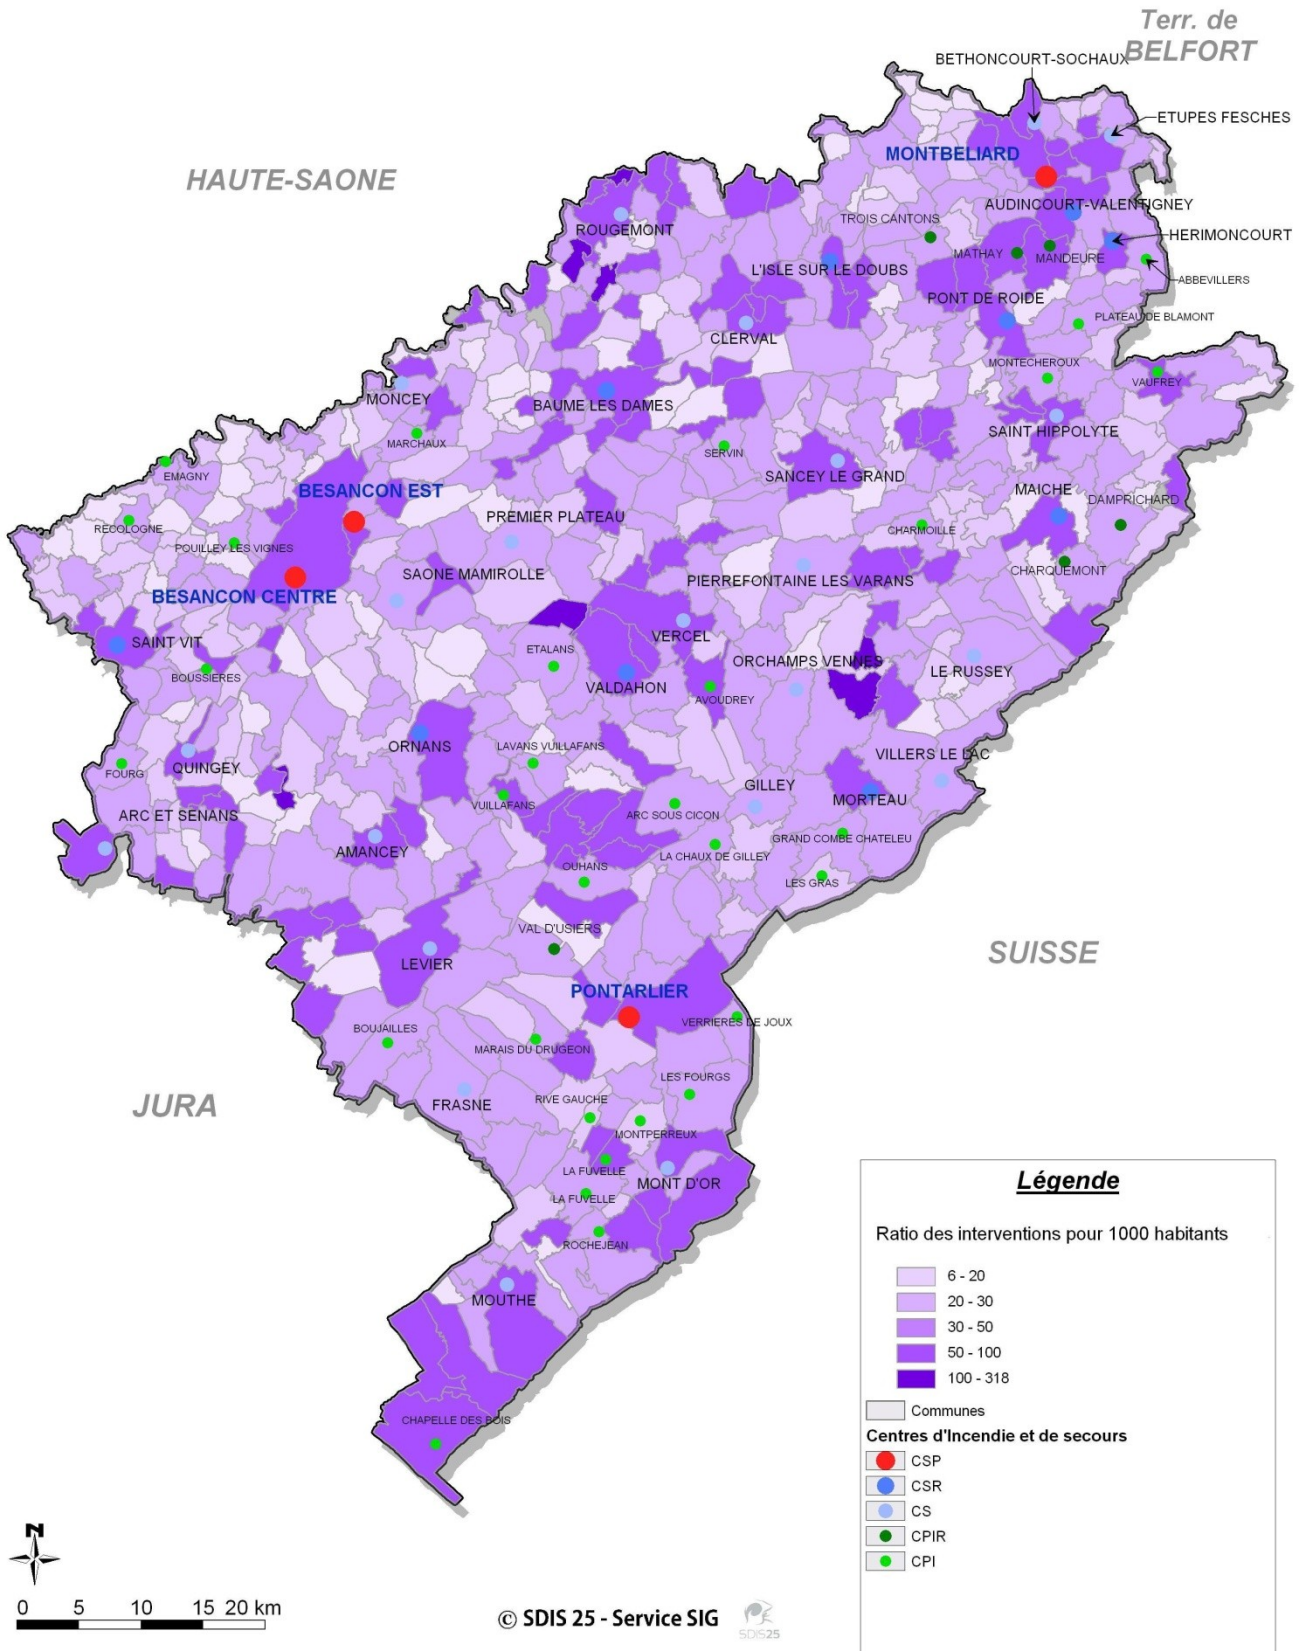 Terr. de
BELFORT
BETHONCOURT-SOCHAUX
ETUPES FESCHES
MONTBELIARD
HAUTE-SAONE
AUDINCOURT-VALENTIGNEY
TROIS CANTONS
ROUGEMONT
HERIMONCOURT
MATHAY
MANDEURE
L'ISLE SUR LE DOUBS
ABBEVILLERS
PONT DE ROIDE
PLATEAU DE BLAMONT
CLERVAL
MONTECHEROUX
VAUFREY
MONCEY
BAUME LES DAMES
SAINT HIPPOLYTE
MARCHAUX
SERVIN
SANCEY LE GRAND
EMAGNY
BESANCON EST
MAICHE
DAMPRICHARD
PREMIER PLATEAU
RECOLOGNE
CHARMOILLE
POUILLEY LES VIGNES
SAONE MAMIROLLE
PIERREFONTAINE LES VARANS
CHARQUEMONT
BESANCON CENTRE
SAINT VIT
VERCEL
ETALANS
ORCHAMPS VENNES
LE RUSSEY
BOUSSIERES
VALDAHON
AVOUDREY
ORNANS
LAVANS VUILLAFANS
VILLERS LE LAC
FOURG
QUINGEY
GILLEY
MORTEAU
VUILLAFANS
ARC SOUS CICON
ARC ET SENANS
GRAND COMBE CHATELEU
AMANCEY
LA CHAUX DE GILLEY
OUHANS
LES GRAS
VAL D'USIERS
LEVIER
SUISSE
PONTARLIER
VERRIERES DE JOUX
BOUJAILLES
MARAIS DU DRUGEON
LES FOURGS
JURA
FRASNE
RIVE GAUCHE
MONTPERREUX
LA FUVELLE
MONT D'OR
LA FUVELLE
ROCHEJEAN
MOUTHE
CHAPELLE DES BOIS
Légende
Ratio des interventions pour 1000 habitants
6 - 20
20 - 30
30 - 50
50 - 100
100 - 318
Communes
Centres d'Incendie et de secours
CSP
CSR
CS
CPIR
CPI
N
0 5 10 15 20 km
© SDIS 25 - Service SIG
SDIS25